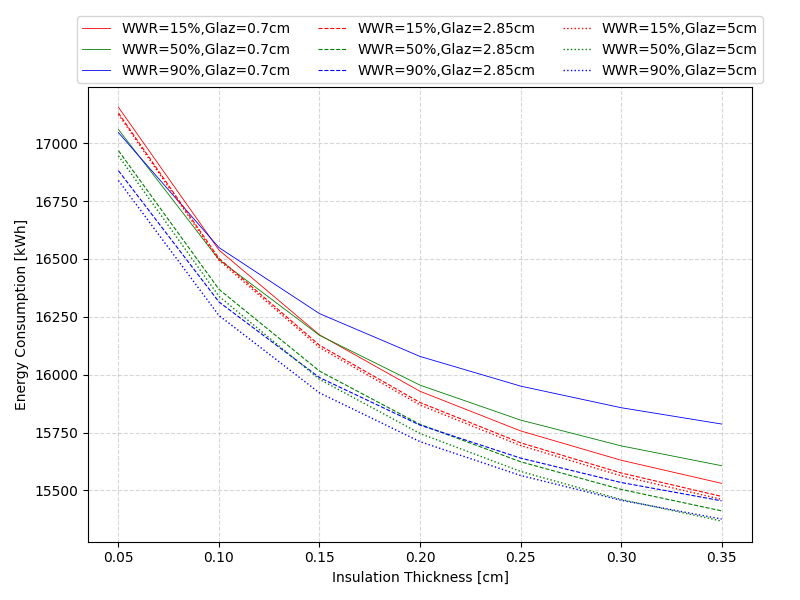 WWR=15%,Glaz=0.7cm WWR=15%,Glaz=2.85cm WWR=15%,Glaz=5cm
WWR=50%,Glaz=0.7cm WWR=50%,Glaz=2.85cm WWR=50%,Glaz=5cm
WWR=90%,Glaz=0.7cm WWR=90%,Glaz=2.85cm WWR=90%,Glaz=5cm
17000
16750
16500
16250
16000
15750
15500
Energy Consumption [kWh]
0.05 0.10 0.15 0.20 0.25 0.30 0.35
Insulation Thickness [cm]